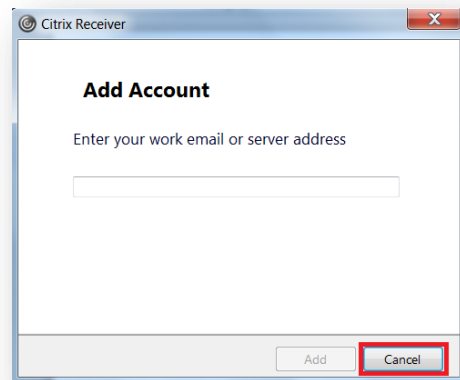 Citrix Receiver
Add Account
Enter your work email or server address
Add Cancel